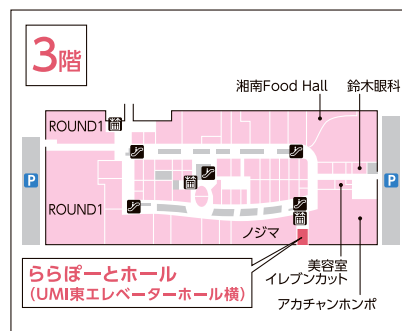 3階
湘南Food Hall
鈴木眼科
ROUND1
P
P
ROUND1
ノジマ
ららぽーとホール
(UMI東エレベーターホール横)
美容室
イレブンカット
アカチャンホンポ